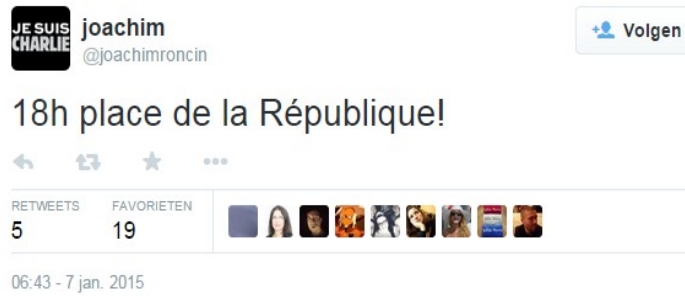 JE SUIS
CHARLIE
joachim
@joachimroncin
Volgen
18h place de la République!
RETWEETS FAVORIETEN
5 19
06:43 - 7 jan. 2015